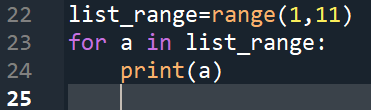 22 list_range=range(1,11)
23 for a in list_range:
24     print(a)
25